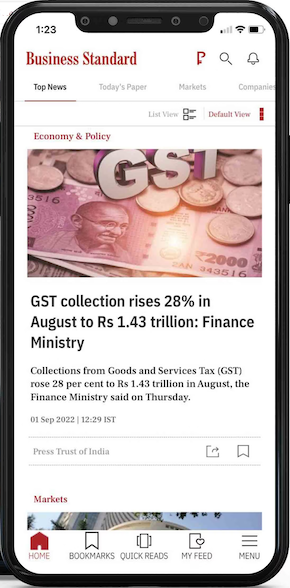 1:23
Business Standard
Top News Today's Paper Markets Companie
List View Default View
Economy & Policy
GST
₹2000
GST collection rises 28% in
August to Rs 1.43 trillion: Finance
Ministry
Collections from Goods and Services Tax (GST)
rose 28 per cent to Rs 1.43 trillion in August, the
Finance Ministry said on Thursday.
01 Sep 2022 | 12:29 IST
Press Trust of India
Markets
HOME BOOKMARKS QUICK READS MY FEED MENU